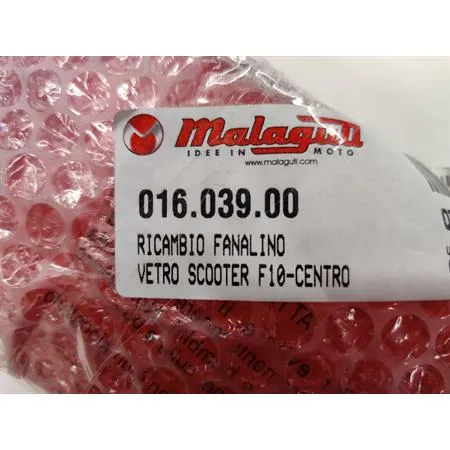 Malaguti
IDEE IN MOTO
www.malaguti.com
016.039.00
RICAMBIO FANALINO
VETRO SCOOTER F10-CENTRO